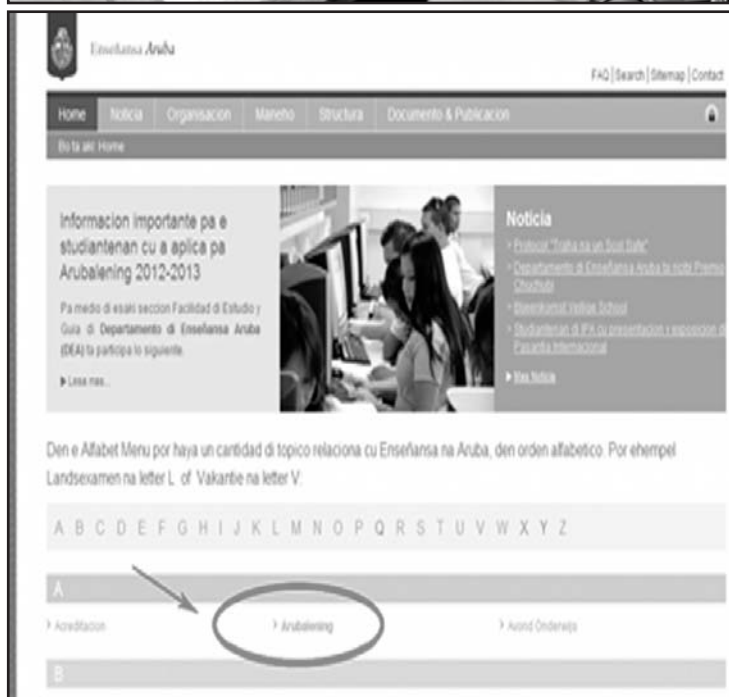 Enseñansa Aruba
FAQ | Search | Sitemap | Contact
Home Noticia Organisacion Maneho Structura Documento & Publicacion
Bo ta aki: Home
Informacion importante pa e
studiantenan cu a aplica pa
Arubalening 2012-2013
Pa medio di esaki seccion Facilidad di Estudio y
Guia di Departamento di Enseñansa Aruba
(DEA) ta participa lo siguiente.
Lesa mas...
Noticia
Protocol "Traha na un Scol Safe"
Departamento di Enseñansa Aruba ta ricibi Premio
Chuchubi
Bijeenkomst Veilige School
Studiantenan di IPA cu presentacion y exposicion di
Pasantia Internacional
Mas Noticia
Den e Alfabet Menu por haya un cantidad di topico relaciona cu Enseñansa na Aruba, den orden alfabetico. Por ehempel
Landsexamen na letter L of Vakantie na letter V:
A B C D E F G H I J K L M N O P Q R S T U V W X Y Z
A
Acreditacion Arubalening Avond Onderwijs
B